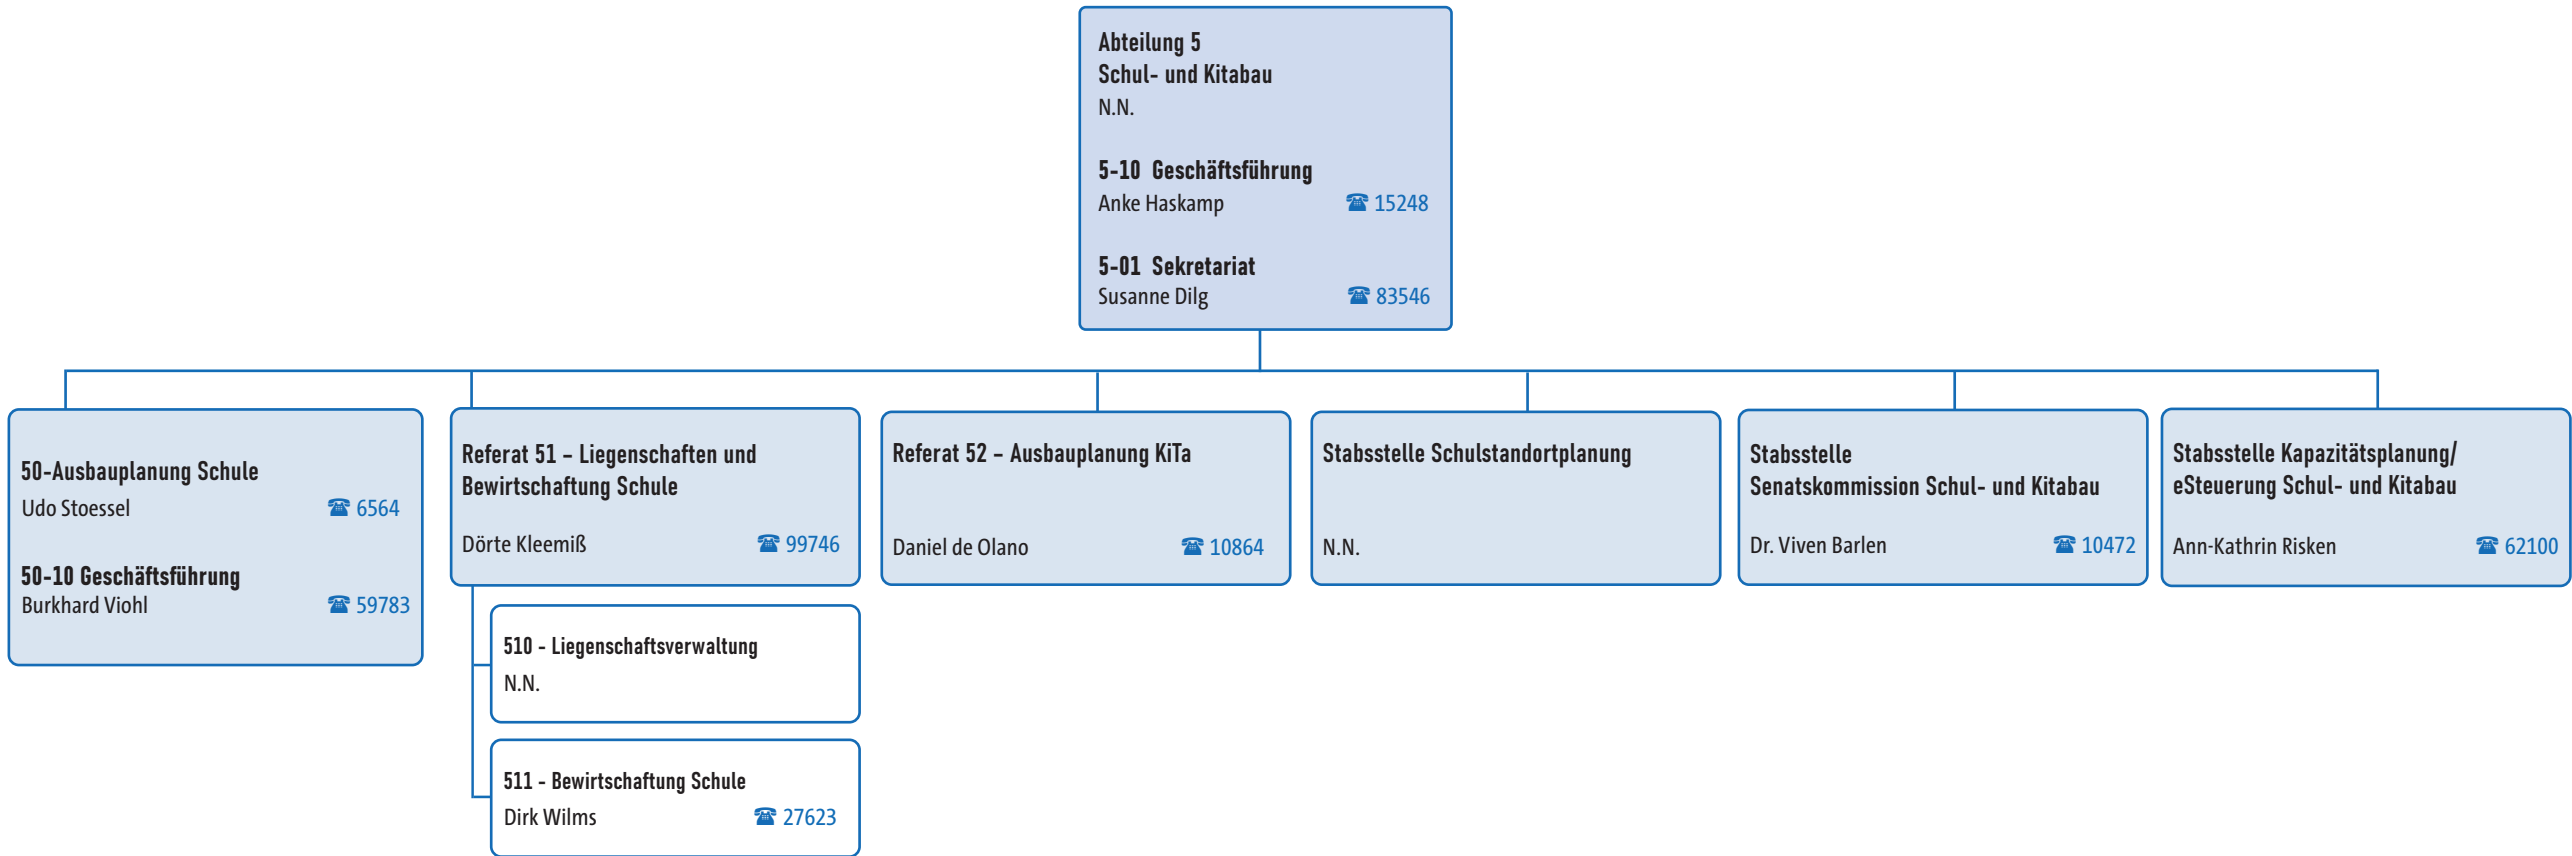 Abteilung 5
Schul- und Kitabau
N.N.
5-10 Geschäftsführung
Anke Haskamp ☎ 15248
5-01 Sekretariat
Susanne Dilg ☎ 83546
50-Ausbauplanung Schule
Udo Stoessel ☎ 6564
50-10 Geschäftsführung
Burkhard Viohl ☎ 59783
Referat 51 – Liegenschaften und
Bewirtschaftung Schule
Dörte Kleemiß ☎ 99746
510 - Liegenschaftsverwaltung
N.N.
511 - Bewirtschaftung Schule
Dirk Wilms ☎ 27623
Referat 52 – Ausbauplanung KiTa
Daniel de Olano ☎ 10864
Stabsstelle Schulstandortplanung
N.N.
Stabsstelle
Senatskommission Schul- und Kitabau
Dr. Viven Barlen ☎ 10472
Stabsstelle Kapazitätsplanung/
eSteuerung Schul- und Kitabau
Ann-Kathrin Risken ☎ 62100